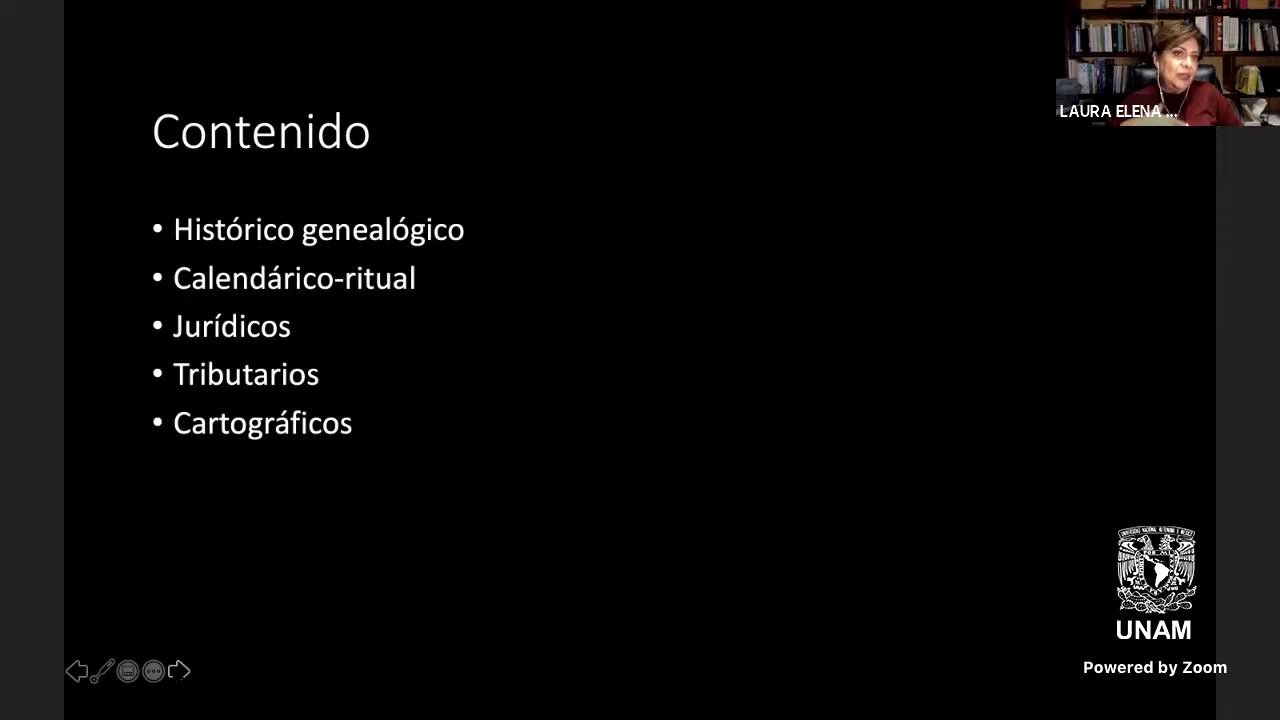 LAURA ELENA ...
Contenido
• Histórico genealógico
• Calendárico-ritual
• Jurídicos
• Tributarios
• Cartográficos
UNAM
Powered by Zoom